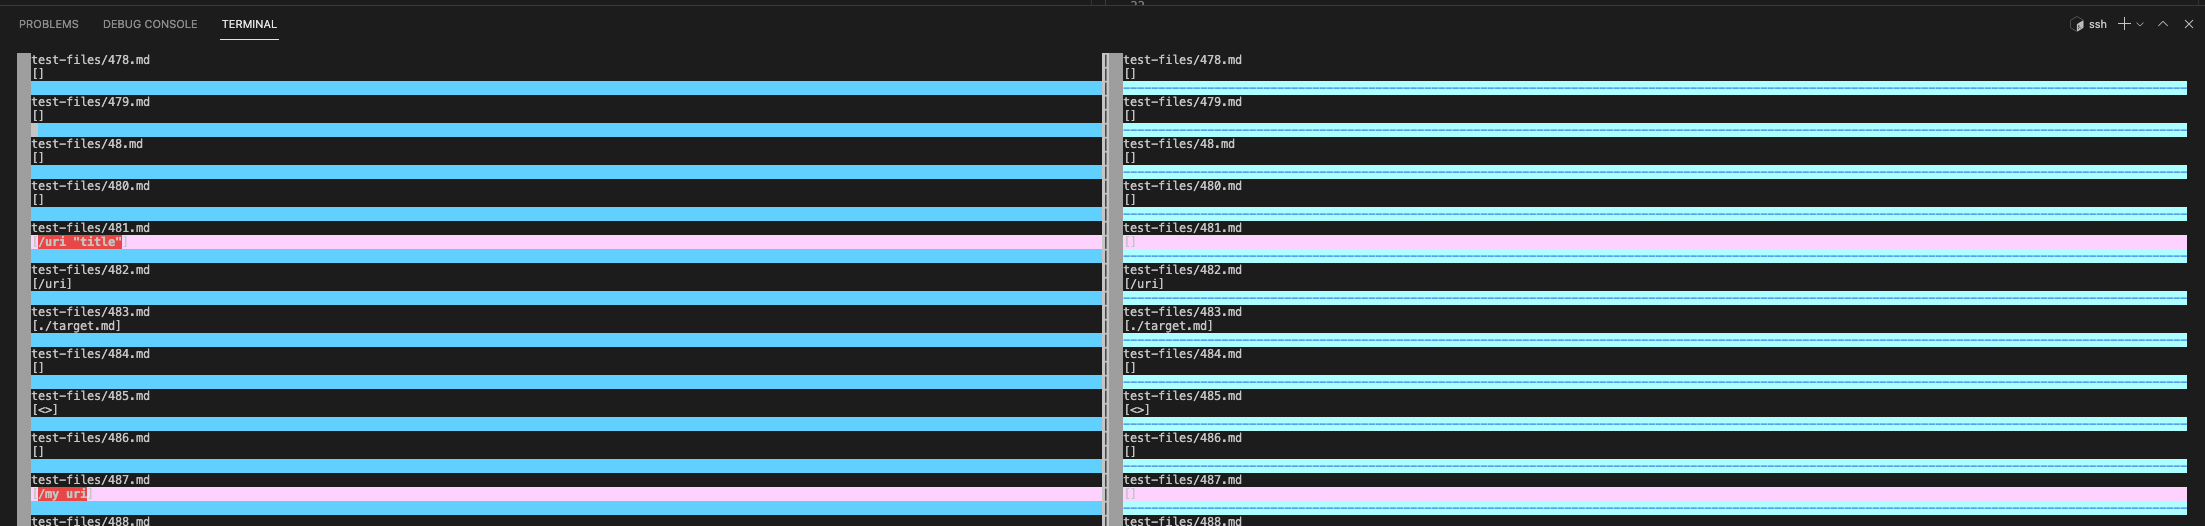 PROBLEMS DEBUG CONSOLE TERMINAL ssh
test-files/478.md
[]
test-files/479.md
[]
test-files/48.md
[]
test-files/480.md
[]
test-files/481.md
[/uri "title"]
test-files/482.md
[/uri]
test-files/483.md
[./target.md]
test-files/484.md
[]
test-files/485.md
[<>]
test-files/486.md
[]
test-files/487.md
[/my uri]
test-files/488.md
test-files/478.md
[]
test-files/479.md
[]
test-files/48.md
[]
test-files/480.md
[]
test-files/481.md
[]
test-files/482.md
[/uri]
test-files/483.md
[./target.md]
test-files/484.md
[]
test-files/485.md
[<>]
test-files/486.md
[]
test-files/487.md
[]
test-files/488.md